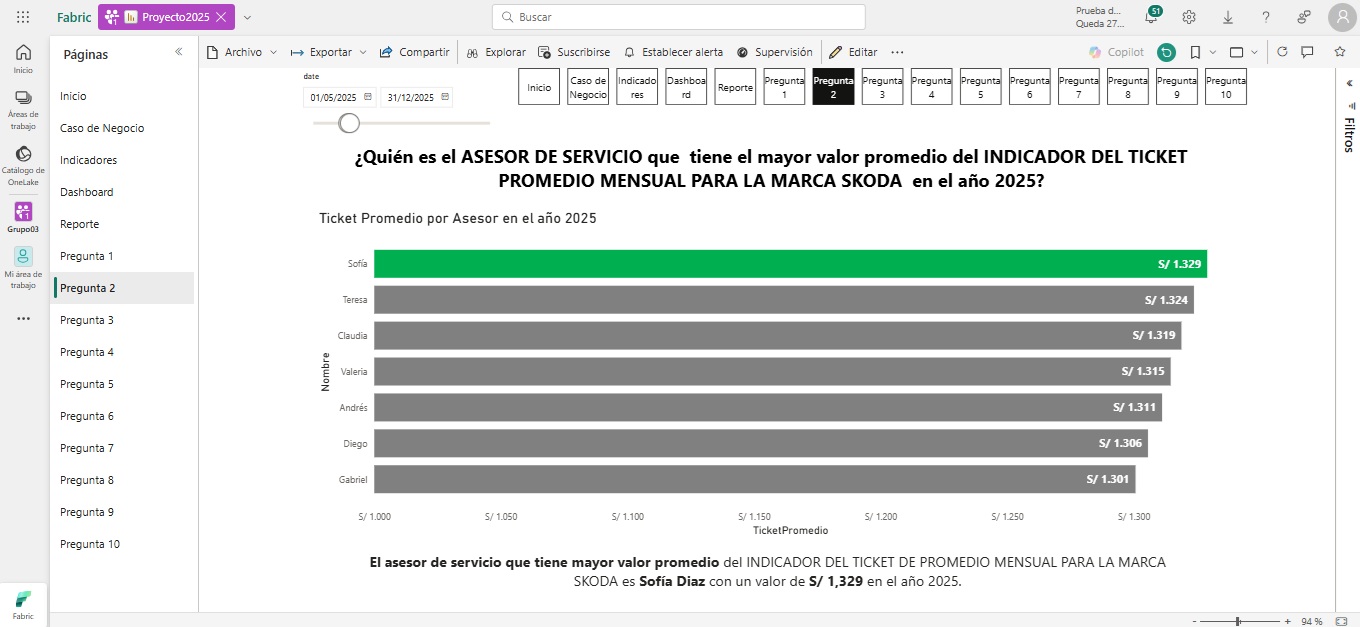 Fabric
Proyecto2025
Buscar
Prueba d...
Queda 27...
51
Inicio
Áreas de
trabajo
Catálogo de
OneLake
Grupo03
Mi área de
trabajo
Fabric
Páginas
Inicio
Caso de Negocio
Indicadores
Dashboard
Reporte
Pregunta 1
Pregunta 2
Pregunta 3
Pregunta 4
Pregunta 5
Pregunta 6
Pregunta 7
Pregunta 8
Pregunta 9
Pregunta 10
Archivo
Exportar
Compartir
Explorar
Suscribirse
Establecer alerta
Supervisión
Editar
Copilot
date
01/05/2025
31/12/2025
Inicio
Caso de
Negocio
Indicado
res
Dashboa
rd
Reporte
Pregunta
1
Pregunta
2
Pregunta
3
Pregunta
4
Pregunta
5
Pregunta
6
Pregunta
7
Pregunta
8
Pregunta
9
Pregunta
10
Filtros
¿Quién es el ASESOR DE SERVICIO que tiene el mayor valor promedio del INDICADOR DEL TICKET
PROMEDIO MENSUAL PARA LA MARCA SKODA en el año 2025?
Ticket Promedio por Asesor en el año 2025
Nombre
Sofía S/ 1.329
Teresa S/ 1.324
Claudia S/ 1.319
Valeria S/ 1.315
Andrés S/ 1.311
Diego S/ 1.306
Gabriel S/ 1.301
S/ 1.000 S/ 1.050 S/ 1.100 S/ 1.150 S/ 1.200 S/ 1.250 S/ 1.300
TicketPromedio
El asesor de servicio que tiene mayor valor promedio del INDICADOR DEL TICKET DE PROMEDIO MENSUAL PARA LA MARCA
SKODA es Sofía Diaz con un valor de S/ 1,329 en el año 2025.
- + 94 %